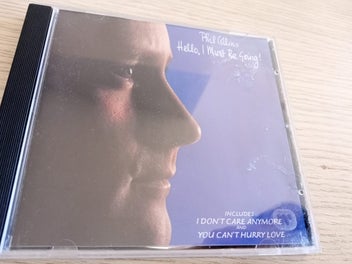 Phil Collins
Hello, I Must Be Going!
INCLUDES
I DON'T CARE ANYMORE
AND
YOU CAN'T HURRY LOVE